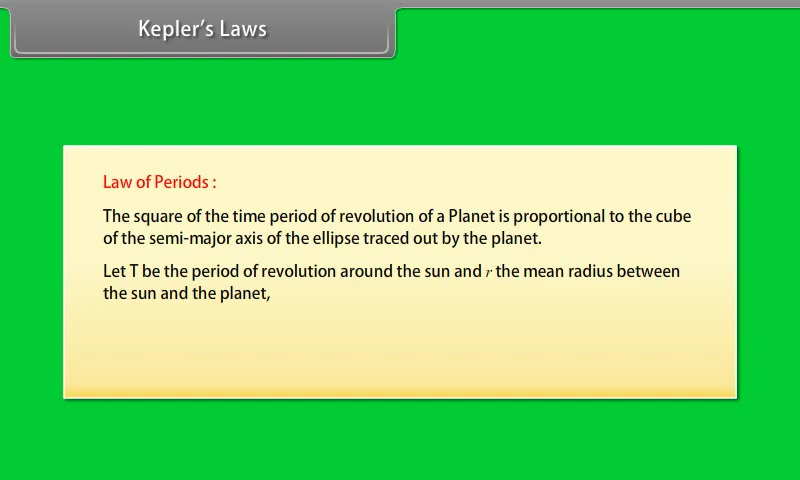 Kepler’s Laws
Law of Periods :
The square of the time period of revolution of a Planet is proportional to the cube
of the semi-major axis of the ellipse traced out by the planet.
Let T be the period of revolution around the sun and r the mean radius between
the sun and the planet,